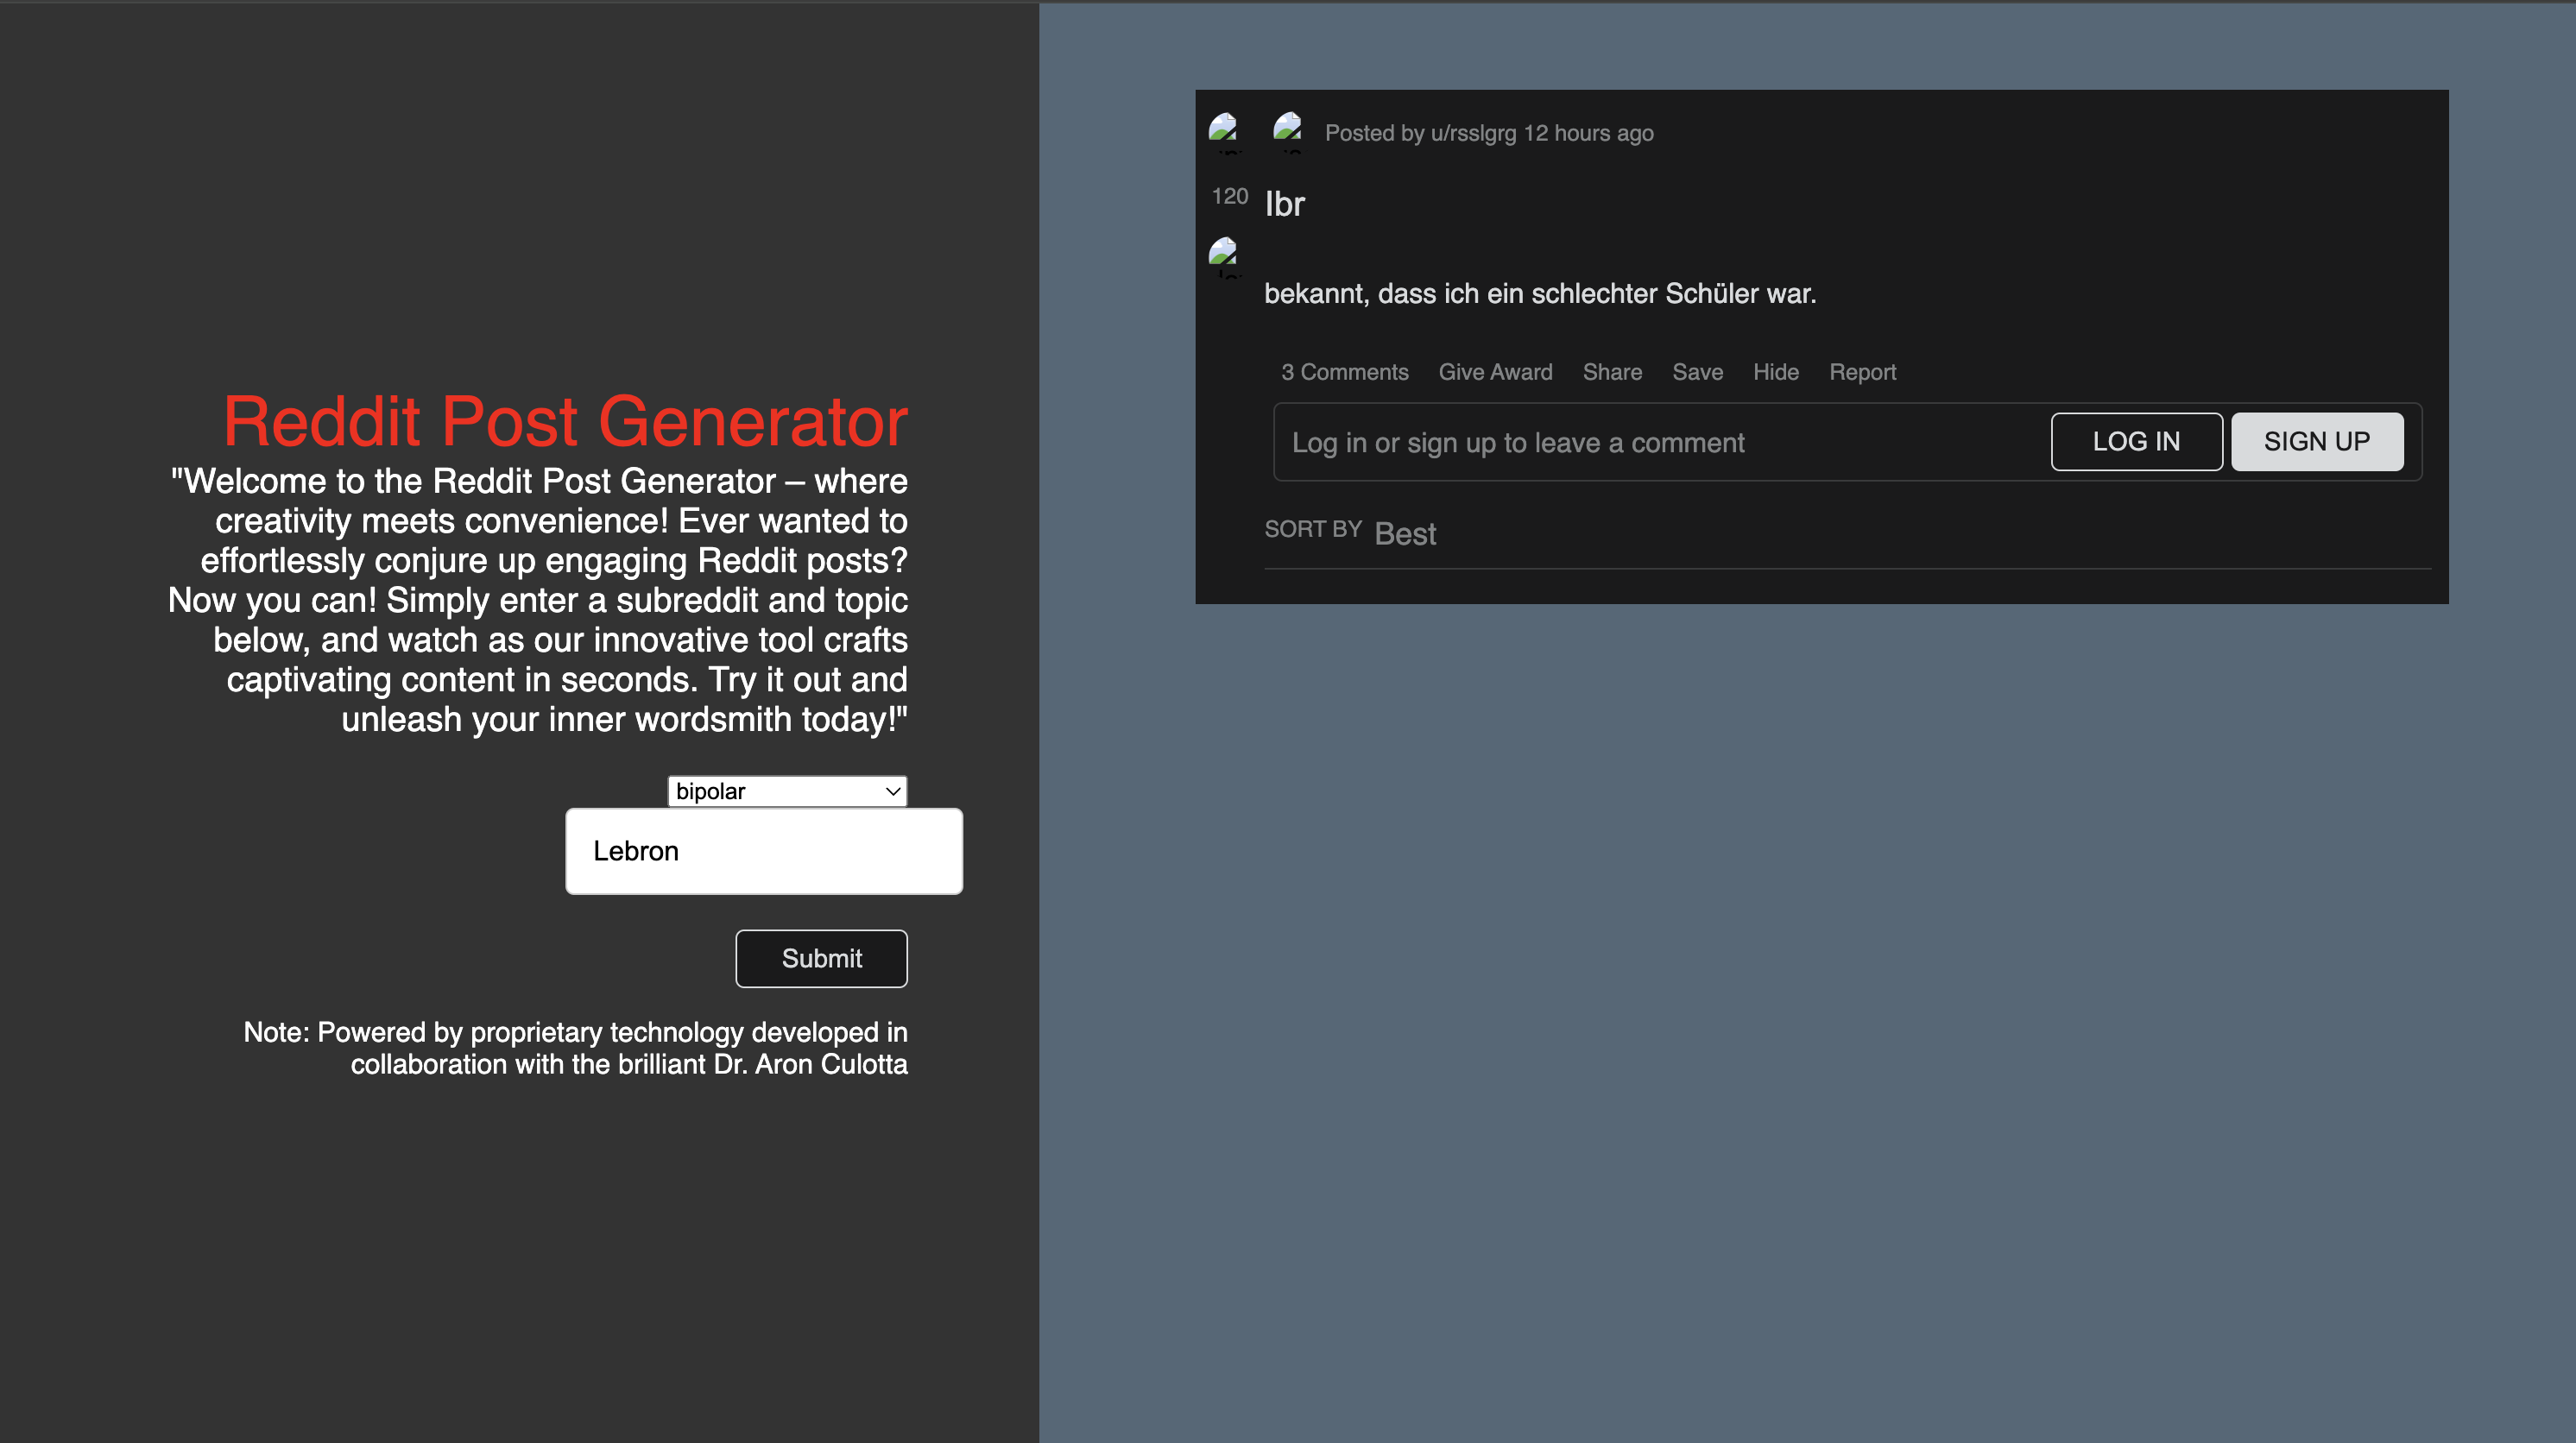 Reddit Post Generator
"Welcome to the Reddit Post Generator – where
creativity meets convenience! Ever wanted to
effortlessly conjure up engaging Reddit posts?
Now you can! Simply enter a subreddit and topic
below, and watch as our innovative tool crafts
captivating content in seconds. Try it out and
unleash your inner wordsmith today!"
bipolar
Lebron
Submit
Note: Powered by proprietary technology developed in
collaboration with the brilliant Dr. Aron Culotta
Posted by u/rsslgrg 12 hours ago
120
lbr
bekannt, dass ich ein schlechter Schüler war.
3 Comments Give Award Share Save Hide Report
Log in or sign up to leave a comment LOG IN SIGN UP
SORT BY Best